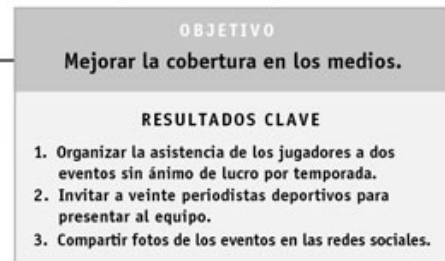 OBJETIVO
Mejorar la cobertura en los medios.
RESULTADOS CLAVE
1. Organizar la asistencia de los jugadores a dos
eventos sin ánimo de lucro por temporada.
2. Invitar a veinte periodistas deportivos para
presentar al equipo.
3. Compartir fotos de los eventos en las redes sociales.